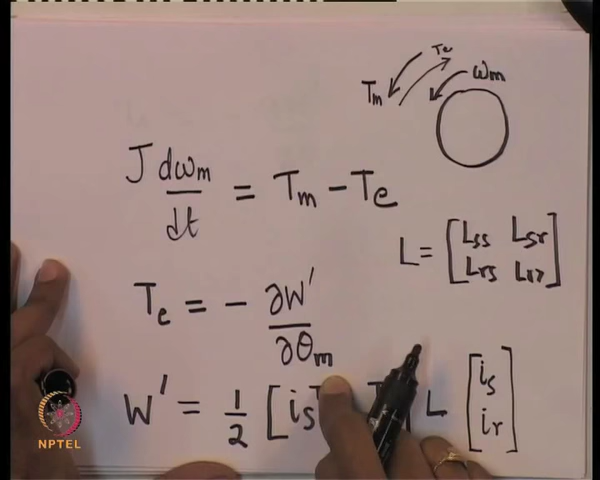 Te
Tm ωm
J dωm/dt = Tm − Te
L = [Lss Lsr
Lrs Lrr]
Te = − ∂W'/∂θm
W' = 1/2 [is L [is
ir]
NPTEL